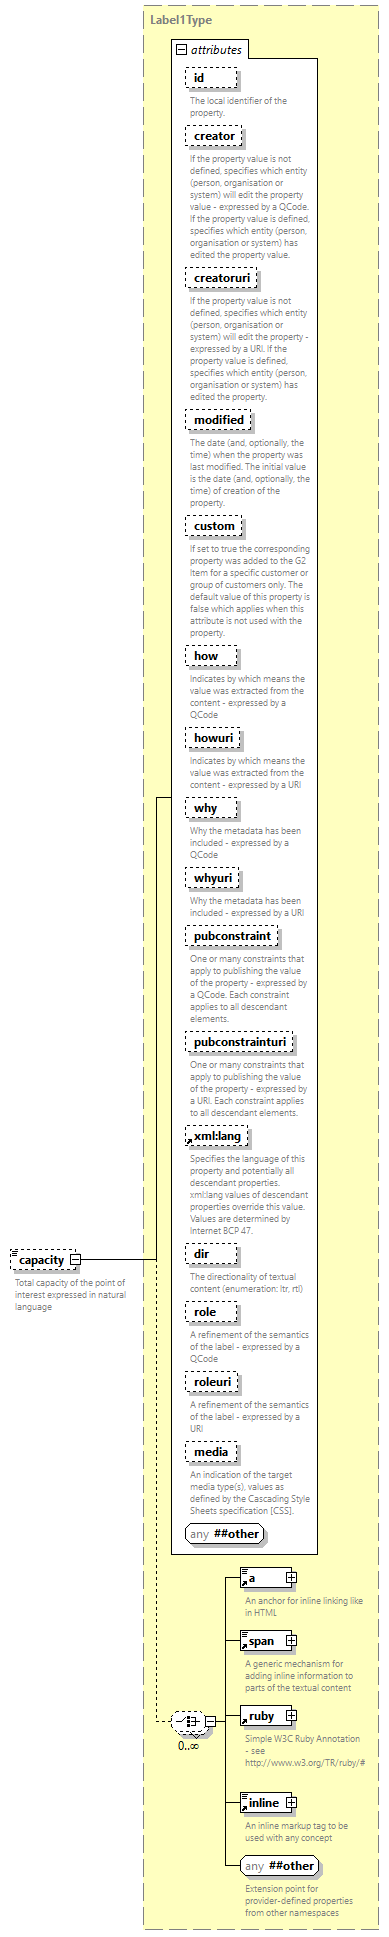 Label1Type
attributes
id
The local identifier of the
property.
creator
If the property value is not
defined, specifies which entity
(person, organisation or
system) will edit the property
value - expressed by a QCode.
If the property value is defined,
specifies which entity (person,
organisation or system) has
edited the property value.
creatoruri
If the property value is not
defined, specifies which entity
(person, organisation or
system) will edit the property -
expressed by a URI. If the
property value is defined,
specifies which entity (person,
organisation or system) has
edited the property.
modified
The date (and, optionally, the
time) when the property was
last modified. The initial value
is the date (and, optionally, the
time) of creation of the
property.
custom
If set to true the corresponding
property was added to the G2
Item for a specific customer or
group of customers only. The
default value of this property is
false which applies when this
attribute is not used with the
property.
how
Indicates by which means the
value was extracted from the
content - expressed by a
QCode
howuri
Indicates by which means the
value was extracted from the
content - expressed by a URI
why
Why the metadata has been
included - expressed by a
QCode
whyuri
Why the metadata has been
included - expressed by a URI
pubconstraint
One or many constraints that
apply to publishing the value
of the property - expressed by
a QCode. Each constraint
applies to all descendant
elements.
pubconstrainturi
One or many constraints that
apply to publishing the value
of the property - expressed by
a URI. Each constraint applies
to all descendant elements.
xml:lang
Specifies the language of this
property and potentially all
descendant properties.
xml:lang values of descendant
properties override this value.
Values are determined by
Internet BCP 47.
dir
The directionality of textual
content (enumeration: ltr, rtl)
role
A refinement of the semantics
of the label - expressed by a
QCode
roleuri
A refinement of the semantics
of the label - expressed by a
URI
media
An indication of the target
media type(s), values as
defined by the Cascading Style
Sheets specification [CSS].
any ##other
capacity
Total capacity of the point of
interest expressed in natural
language
0..∞
a
An anchor for inline linking like
in HTML
span
A generic mechanism for
adding inline information to
parts of the textual content
ruby
Simple W3C Ruby Annotation
- see
http://www.w3.org/TR/ruby/#
inline
An inline markup tag to be
used with any concept
any ##other
Extension point for
provider-defined properties
from other namespaces